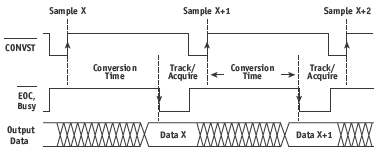 Sample X Sample X+1 Sample X+2
CONVST
Conversion Time Track/Acquire Conversion Time Track/Acquire
EOC, Busy
Output Data Data X Data X+1